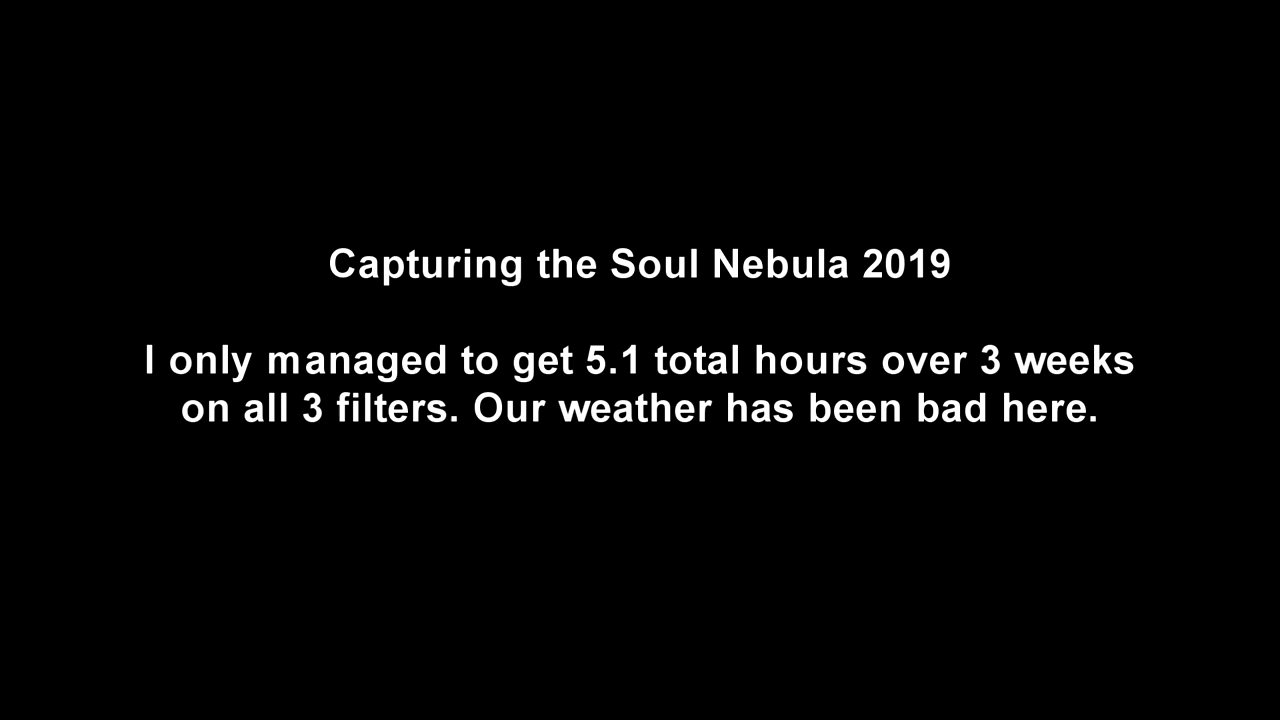 Capturing the Soul Nebula 2019
I only managed to get 5.1 total hours over 3 weeks
on all 3 filters. Our weather has been bad here.